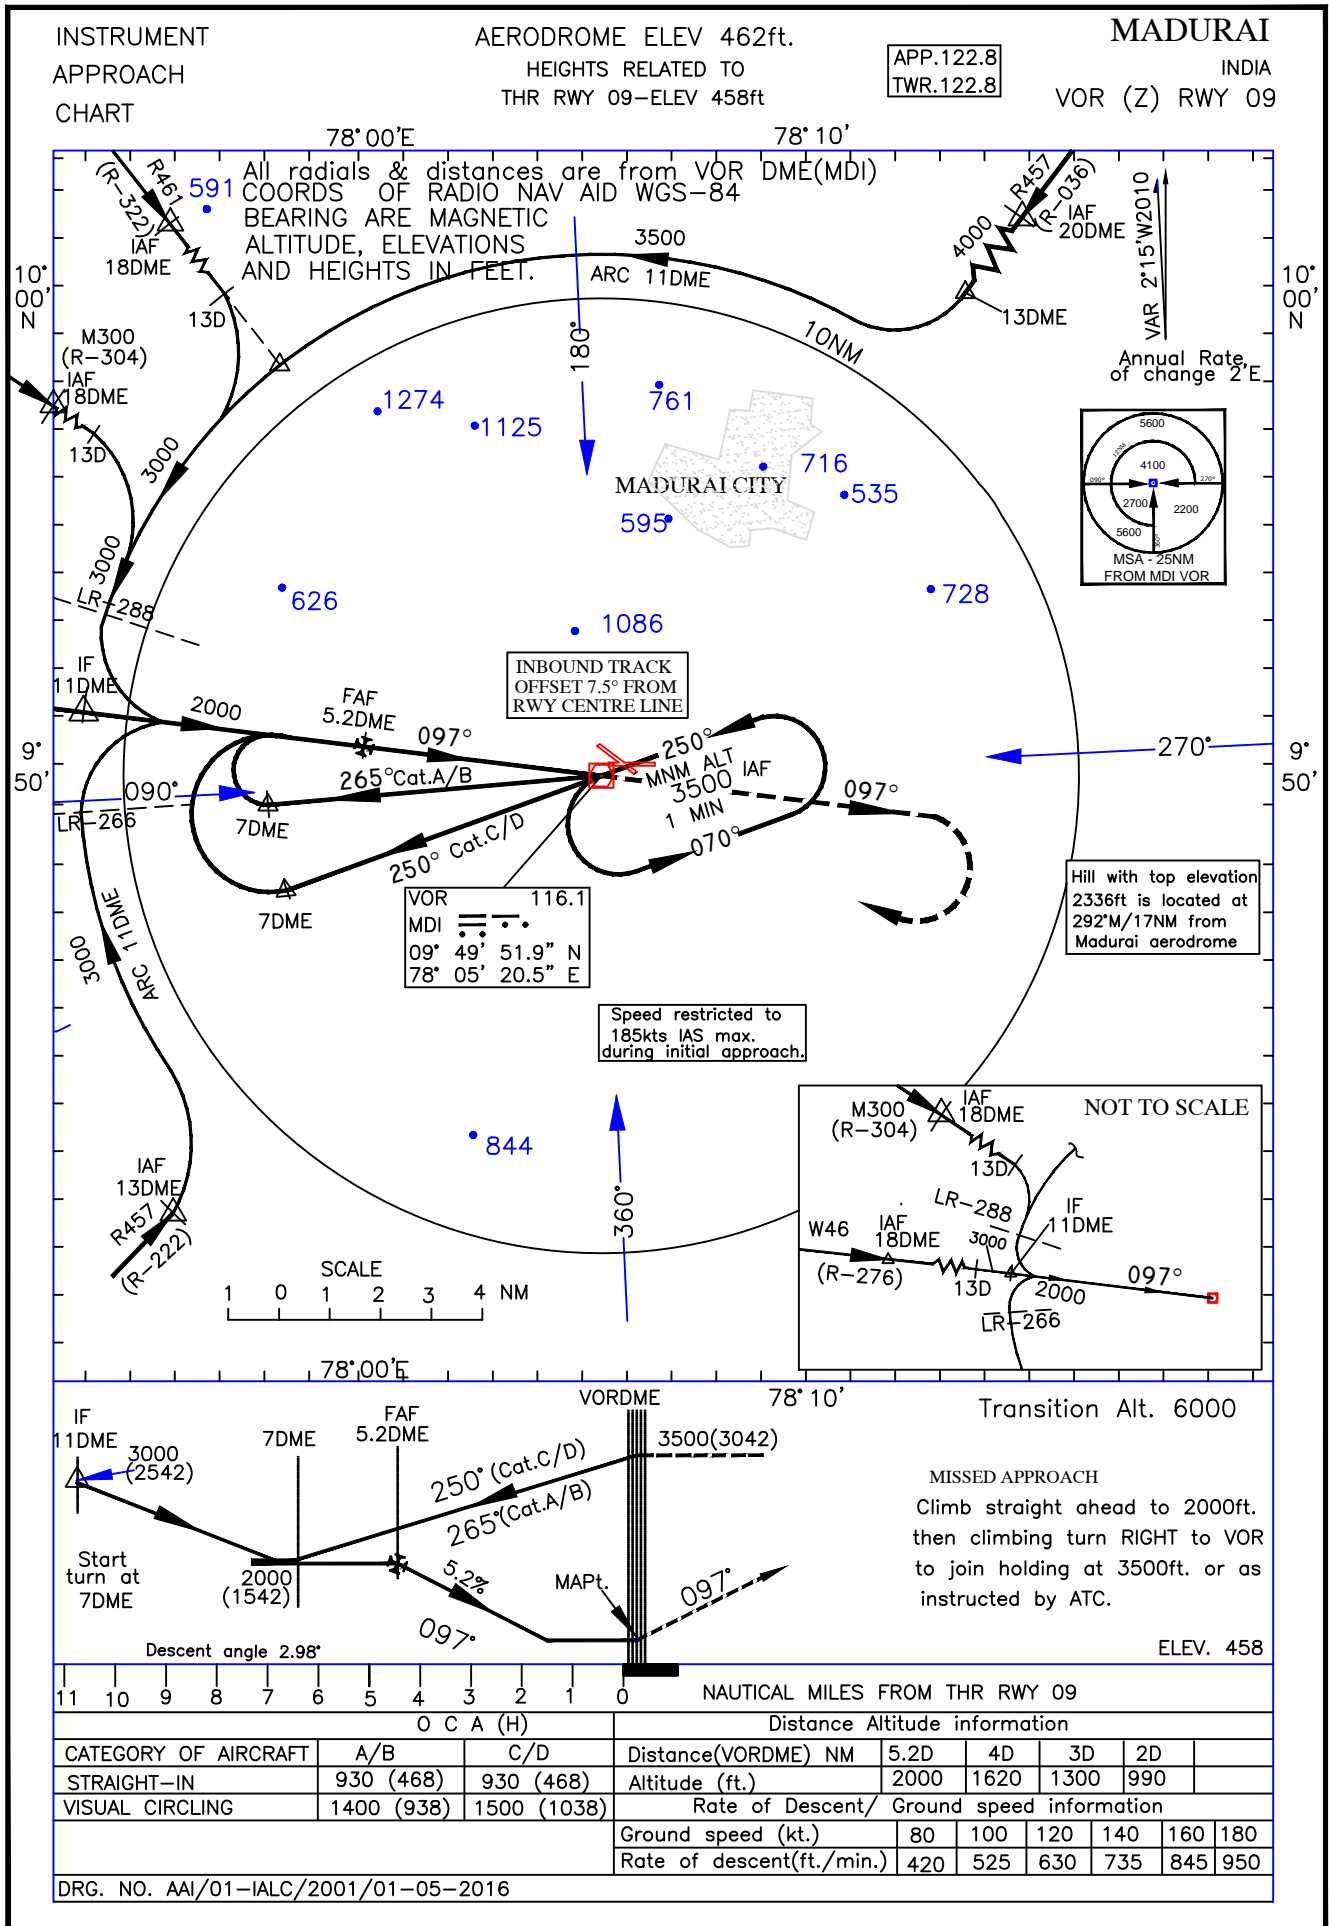 INSTRUMENT
APPROACH
CHART
AERODROME ELEV 462ft.
HEIGHTS RELATED TO
THR RWY 09-ELEV 458ft
APP.122.8
TWR.122.8
MADURAI
INDIA
VOR (Z) RWY 09
78° 00'E
78° 10'
All radials & distances are from VOR DME(MDI)
COORDS OF RADIO NAV AID WGS-84
BEARING ARE MAGNETIC
ALTITUDE, ELEVATIONS
AND HEIGHTS IN FEET.
R461
(R-322)
591
IAF
18DME
13D
3500
ARC 11DME
180°
10NM
4000
R457
(R-036)
IAF
20DME
13DME
VAR 2°15'W2010
Annual Rate,
of change 2'E
10°
00'
N
10°
00'
N
M300
(R-304)
IAF
18DME
13D
3000
3000
1274
1125
761
716
MADURAI CITY
535
595
5600
12NM
4100
090°
270°
2700
2200
5600
360°
MSA - 25NM
FROM MDI VOR
LR-288
626
1086
728
INBOUND TRACK
OFFSET 7.5° FROM
RWY CENTRE LINE
IF
11DME
2000
FAF
5.2DME
097°
250°
MNM ALT
3500
IAF
1 MIN
070°
097°
270°
9°
50'
9°
50'
090°
LR-266
265°Cat.A/B
7DME
250° Cat.C/D
7DME
VOR 116.1
MDI
09° 49' 51.9" N
78° 05' 20.5" E
Hill with top elevation
2336ft is located at
292°M/17NM from
Madurai aerodrome
ARC 11DME
3000
Speed restricted to
185kts IAS max.
during initial approach.
844
360°
IAF
13DME
R457
(R-222)
SCALE
1 0 1 2 3 4 NM
M300
(R-304)
IAF
18DME
NOT TO SCALE
13D
LR-288
IF
11DME
W46
IAF
18DME
3000
(R-276)
13D
2000
097°
LR-266
78° 00'E
78° 10'
VORDME
Transition Alt. 6000
IF
11DME
3000
(2542)
7DME
FAF
5.2DME
3500(3042)
250° (Cat.C/D)
265° (Cat.A/B)
Start
turn at
7DME
2000
(1542)
5.2%
097°
MAPt.
097°
Descent angle 2.98°
MISSED APPROACH
Climb straight ahead to 2000ft.
then climbing turn RIGHT to VOR
to join holding at 3500ft. or as
instructed by ATC.
ELEV. 458
11 10 9 8 7 6 5 4 3 2 1 0 NAUTICAL MILES FROM THR RWY 09
O C A (H)
Distance Altitude information
CATEGORY OF AIRCRAFT A/B C/D
Distance(VORDME) NM 5.2D 4D 3D 2D
STRAIGHT-IN 930 (468) 930 (468)
Altitude (ft.) 2000 1620 1300 990
VISUAL CIRCLING 1400 (938) 1500 (1038)
Rate of Descent/ Ground speed information
Ground speed (kt.) 80 100 120 140 160 180
Rate of descent(ft./min.) 420 525 630 735 845 950
DRG. NO. AAI/01-IALC/2001/01-05-2016